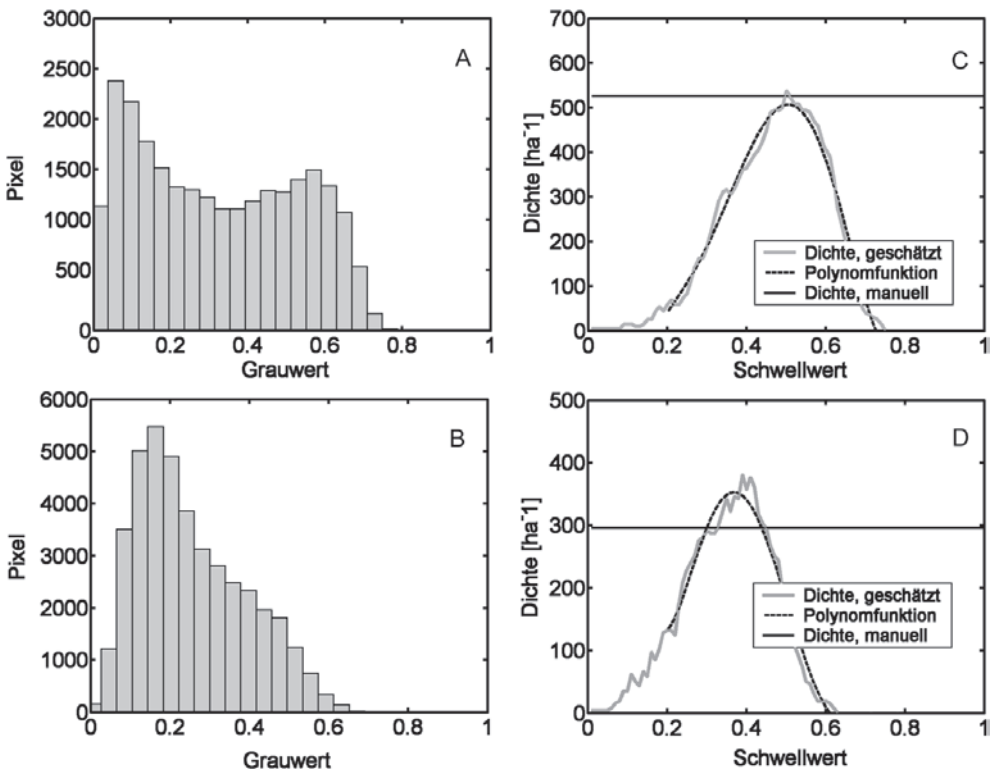 A
3000
2500
2000
1500
1000
500
0
Pixel
0 0.2 0.4 0.6 0.8 1
Grauwert
C
700
600
500
400
300
200
100
0
Dichte [ha⁻1]
Dichte, geschätzt
Polynomfunktion
Dichte, manuell
0 0.2 0.4 0.6 0.8 1
Schwellwert
B
6000
5000
4000
3000
2000
1000
0
Pixel
0 0.2 0.4 0.6 0.8 1
Grauwert
D
500
400
300
200
100
0
Dichte [ha⁻1]
Dichte, geschätzt
Polynomfunktion
Dichte, manuell
0 0.2 0.4 0.6 0.8 1
Schwellwert